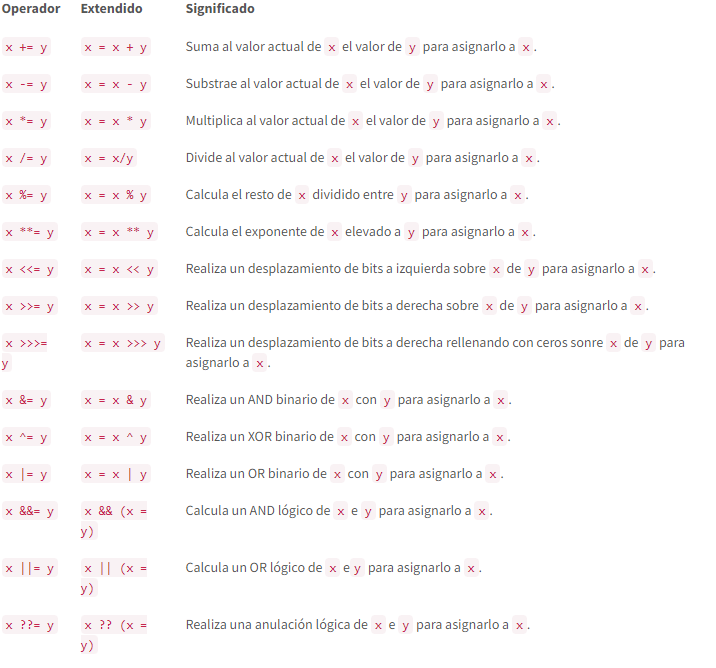 Operador Extendido Significado
x += y x = x + y Suma al valor actual de x el valor de y para asignarlo a x.
x -= y x = x - y Substrae al valor actual de x el valor de y para asignarlo a x.
x *= y x = x * y Multiplica al valor actual de x el valor de y para asignarlo a x.
x /= y x = x/y Divide al valor actual de x el valor de y para asignarlo a x.
x %= y x = x % y Calcula el resto de x dividido entre y para asignarlo a x.
x **= y x = x ** y Calcula el exponente de x elevado a y para asignarlo a x.
x <<= y x = x << y Realiza un desplazamiento de bits a izquierda sobre x de y para asignarlo a x.
x >>= y x = x >> y Realiza un desplazamiento de bits a derecha sobre x de y para asignarlo a x.
x >>>= x = x >>> y Realiza un desplazamiento de bits a derecha rellenando con ceros sonre x de y para
y asignarlo a x.
x &= y x = x & y Realiza un AND binario de x con y para asignarlo a x.
x ^= y x = x ^ y Realiza un XOR binario de x con y para asignarlo a x.
x |= y x = x | y Realiza un OR binario de x con y para asignarlo a x.
x &&= y x && (x = Calcula un AND lógico de x e y para asignarlo a x.
y)
x ||= y x || (x = Calcula un OR lógico de x e y para asignarlo a x.
y)
x ??= y x ?? (x = Realiza una anulación lógica de x e y para asignarlo a x.
y)